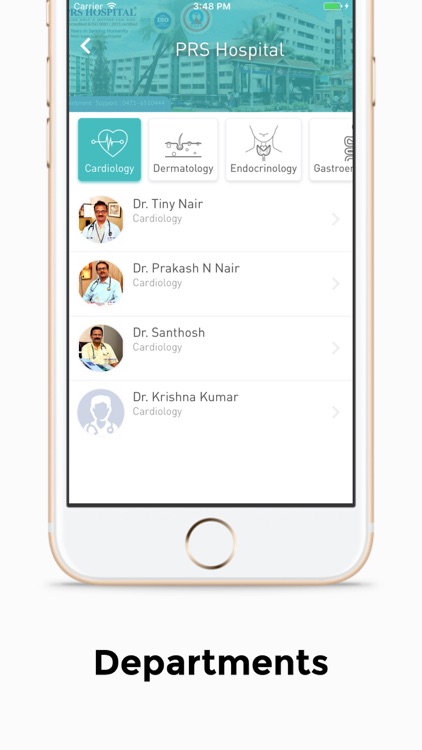 Carrier 3:48 PM
RS HOSPITAL
PRS Hospital
Cardiology Dermatology Endocrinology Gastroen
Dr. Tiny Nair
Cardiology
Dr. Prakash N Nair
Cardiology
Dr. Santhosh
Cardiology
Dr. Krishna Kumar
Cardiology
Departments